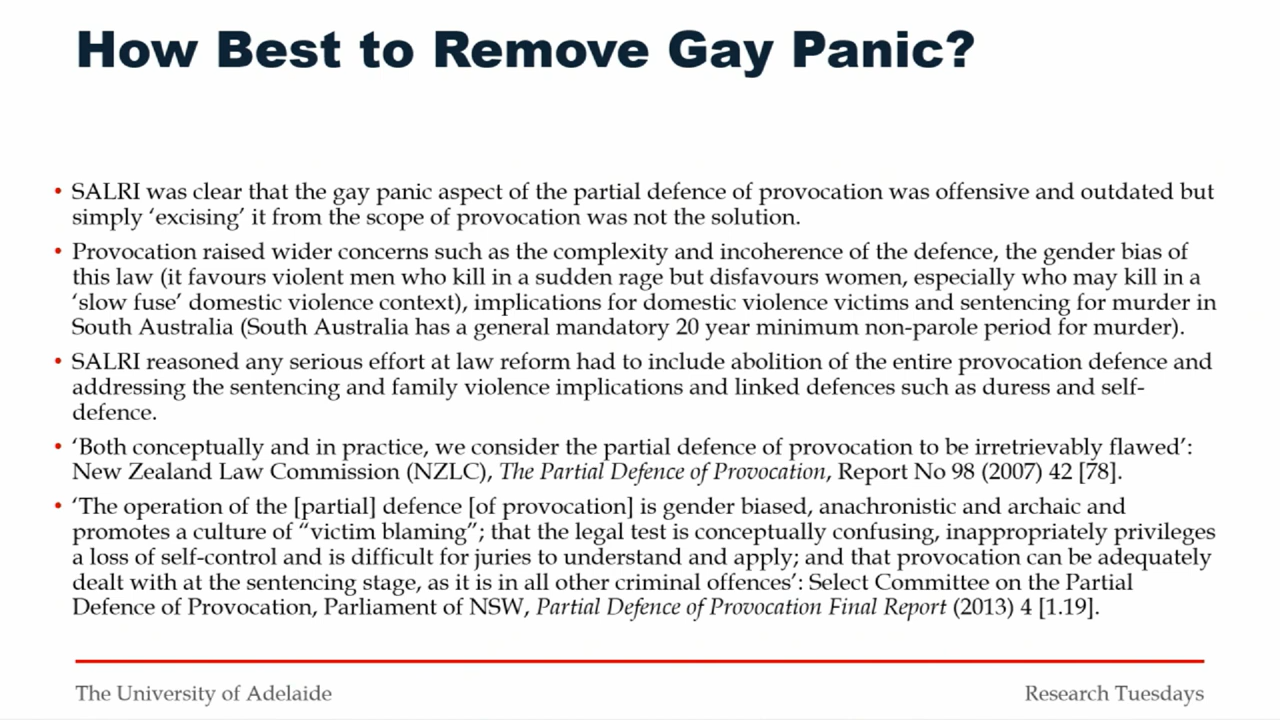 How Best to Remove Gay Panic?
• SALRI was clear that the gay panic aspect of the partial defence of provocation was offensive and outdated but
simply ‘excising’ it from the scope of provocation was not the solution.
• Provocation raised wider concerns such as the complexity and incoherence of the defence, the gender bias of
this law (it favours violent men who kill in a sudden rage but disfavours women, especially who may kill in a
‘slow fuse’ domestic violence context), implications for domestic violence victims and sentencing for murder in
South Australia (South Australia has a general mandatory 20 year minimum non-parole period for murder).
• SALRI reasoned any serious effort at law reform had to include abolition of the entire provocation defence and
addressing the sentencing and family violence implications and linked defences such as duress and self-
defence.
• ‘Both conceptually and in practice, we consider the partial defence of provocation to be irretrievably flawed’:
New Zealand Law Commission (NZLC), The Partial Defence of Provocation, Report No 98 (2007) 42 [78].
• ‘The operation of the [partial] defence [of provocation] is gender biased, anachronistic and archaic and
promotes a culture of “victim blaming”; that the legal test is conceptually confusing, inappropriately privileges
a loss of self-control and is difficult for juries to understand and apply; and that provocation can be adequately
dealt with at the sentencing stage, as it is in all other criminal offences’: Select Committee on the Partial
Defence of Provocation, Parliament of NSW, Partial Defence of Provocation Final Report (2013) 4 [1.19].
The University of Adelaide
Research Tuesdays